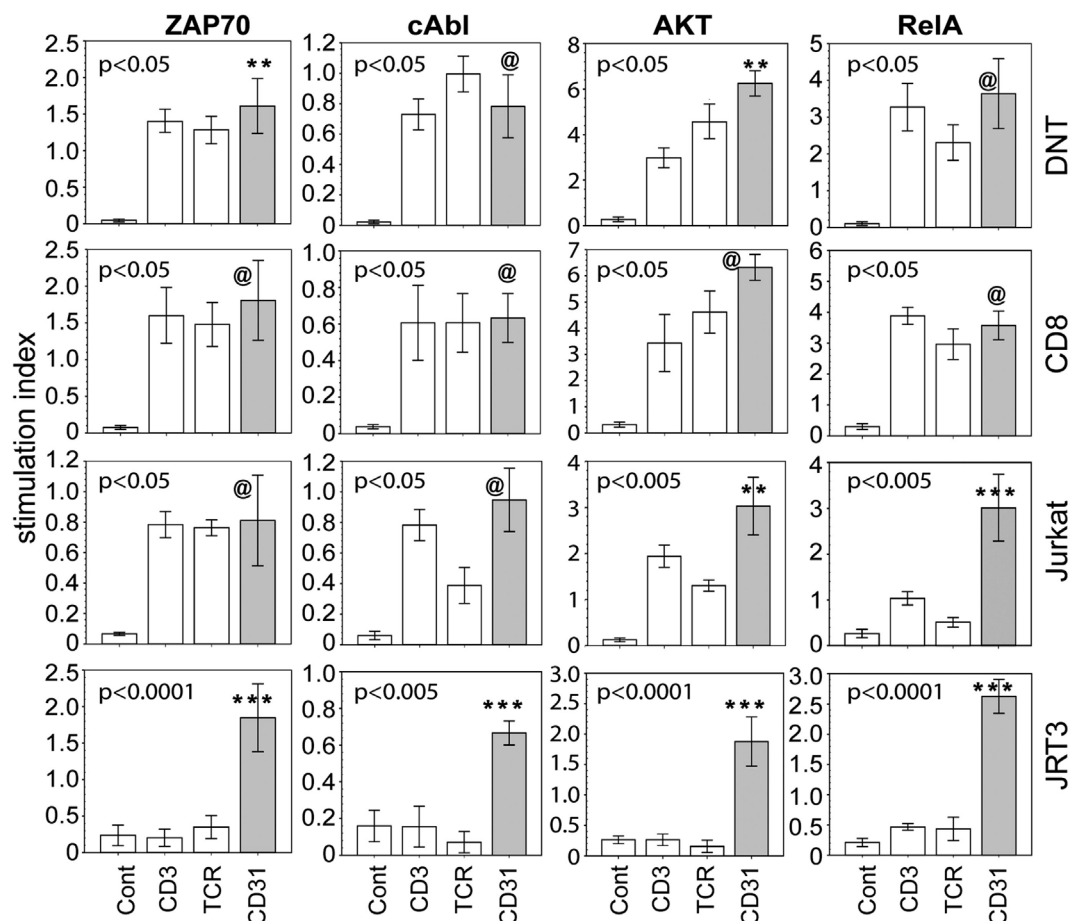 ZAP70 cAbl AKT RelA
2.5 1.2 8 5
p<0.05 ** p<0.05 @ p<0.05 ** p<0.05 @
2.0 1.0 4
1.5 0.8 6 3
0.6 4
1.0 2
0.4
0.5 0.2 2 1
0 0 0 0
DNT
2.5 1.0 7 6
p<0.05 @ p<0.05 @ p<0.05 @ p<0.05 @
2.0 0.8 6 5
5 4
1.5 0.6 4
3
1.0 0.4 3
2 2
0.5 0.2 1 1
0 0 0 0
CD8
stimulation index
1.2 1.2 4 4
p<0.05 @ p<0.05 @ p<0.005 ** p<0.005 ***
1.0 1.0
0.8 0.8 3 3
0.6 0.6 2 2
0.4 0.4
0.2 0.2 1 1
0 0 0 0
Jurkat
2.5 1.0 3.0 3.0
p<0.0001 *** p<0.005 *** p<0.0001 *** p<0.0001 ***
2.0 0.8 2.5 2.5
1.5 0.6 2.0 2.0
1.5 1.5
1.0 0.4
1.0 1.0
0.5 0.2 0.5 0.5
0 0 0 0
JRT3
Cont CD3 TCR CD31 Cont CD3 TCR CD31 Cont CD3 TCR CD31 Cont CD3 TCR CD31